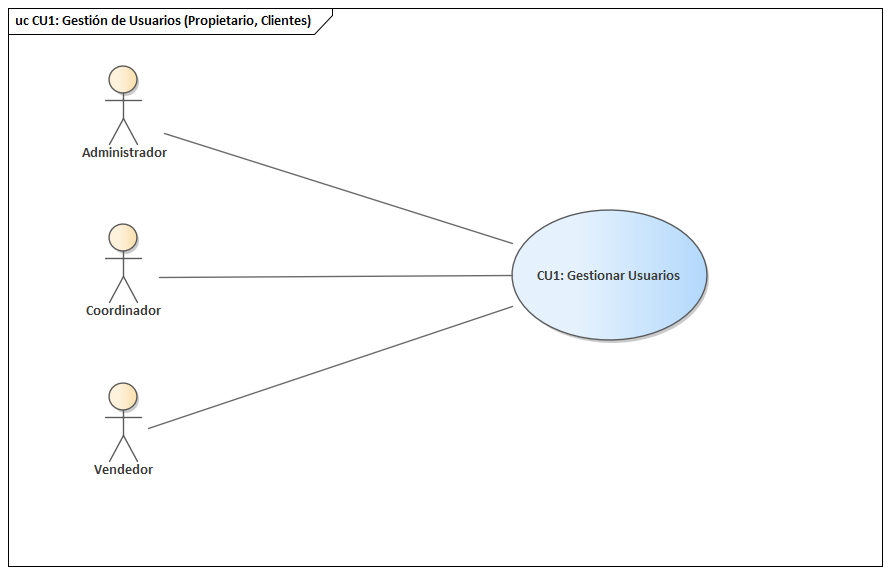 uc CU1: Gestión de Usuarios (Propietario, Clientes)
Administrador
CU1: Gestionar Usuarios
Coordinador
Vendedor